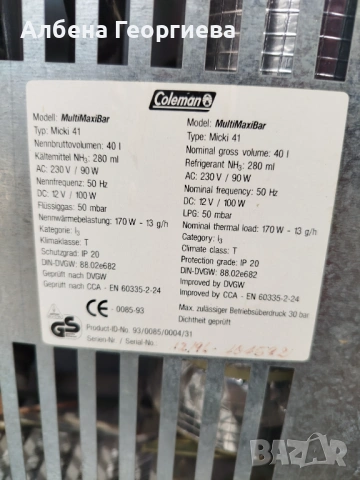 Албена Георгиева
Coleman
Modell: MultiMaxiBar
Typ: Micki 41
Nennbruttovolumen: 40 l
Kältemittel NH₃: 280 ml
AC: 230 V / 90 W
Nennfrequenz: 50 Hz
DC: 12 V / 100 W
Flüssiggas: 50 mbar
Nennwärmebelastung: 170 W - 13 g/h
Kategorie: I₃
Klimaklasse: T
Schutzgrad: IP 20
DIN-DVGW: 88.02e682
Geprüft nach DVGW
Geprüft nach CCA - EN 60335-2-24
Modell: MultiMaxiBar
Type: Micki 41
Nominal gross volume: 40 l
Refrigerant NH₃: 280 ml
AC: 230 V / 90 W
Nominal frequency: 50 Hz
DC: 12 V / 100 W
LPG: 50 mbar
Nominal thermal load: 170 W - 13 g/h
Category: I₃
Climate class: T
Protection grade: IP 20
DIN-DVGW: 88.02e682
Improved by DVGW
Improved by CCA - EN 60335-2-24
CE - 0085-93
Max. zulässiger Betriebsüberdruck 30 bar
Dichtheit geprüft
GS
Product-ID-No. 93/0085/0004/31
Serien-Nr. / Serial-No.
BAZAR